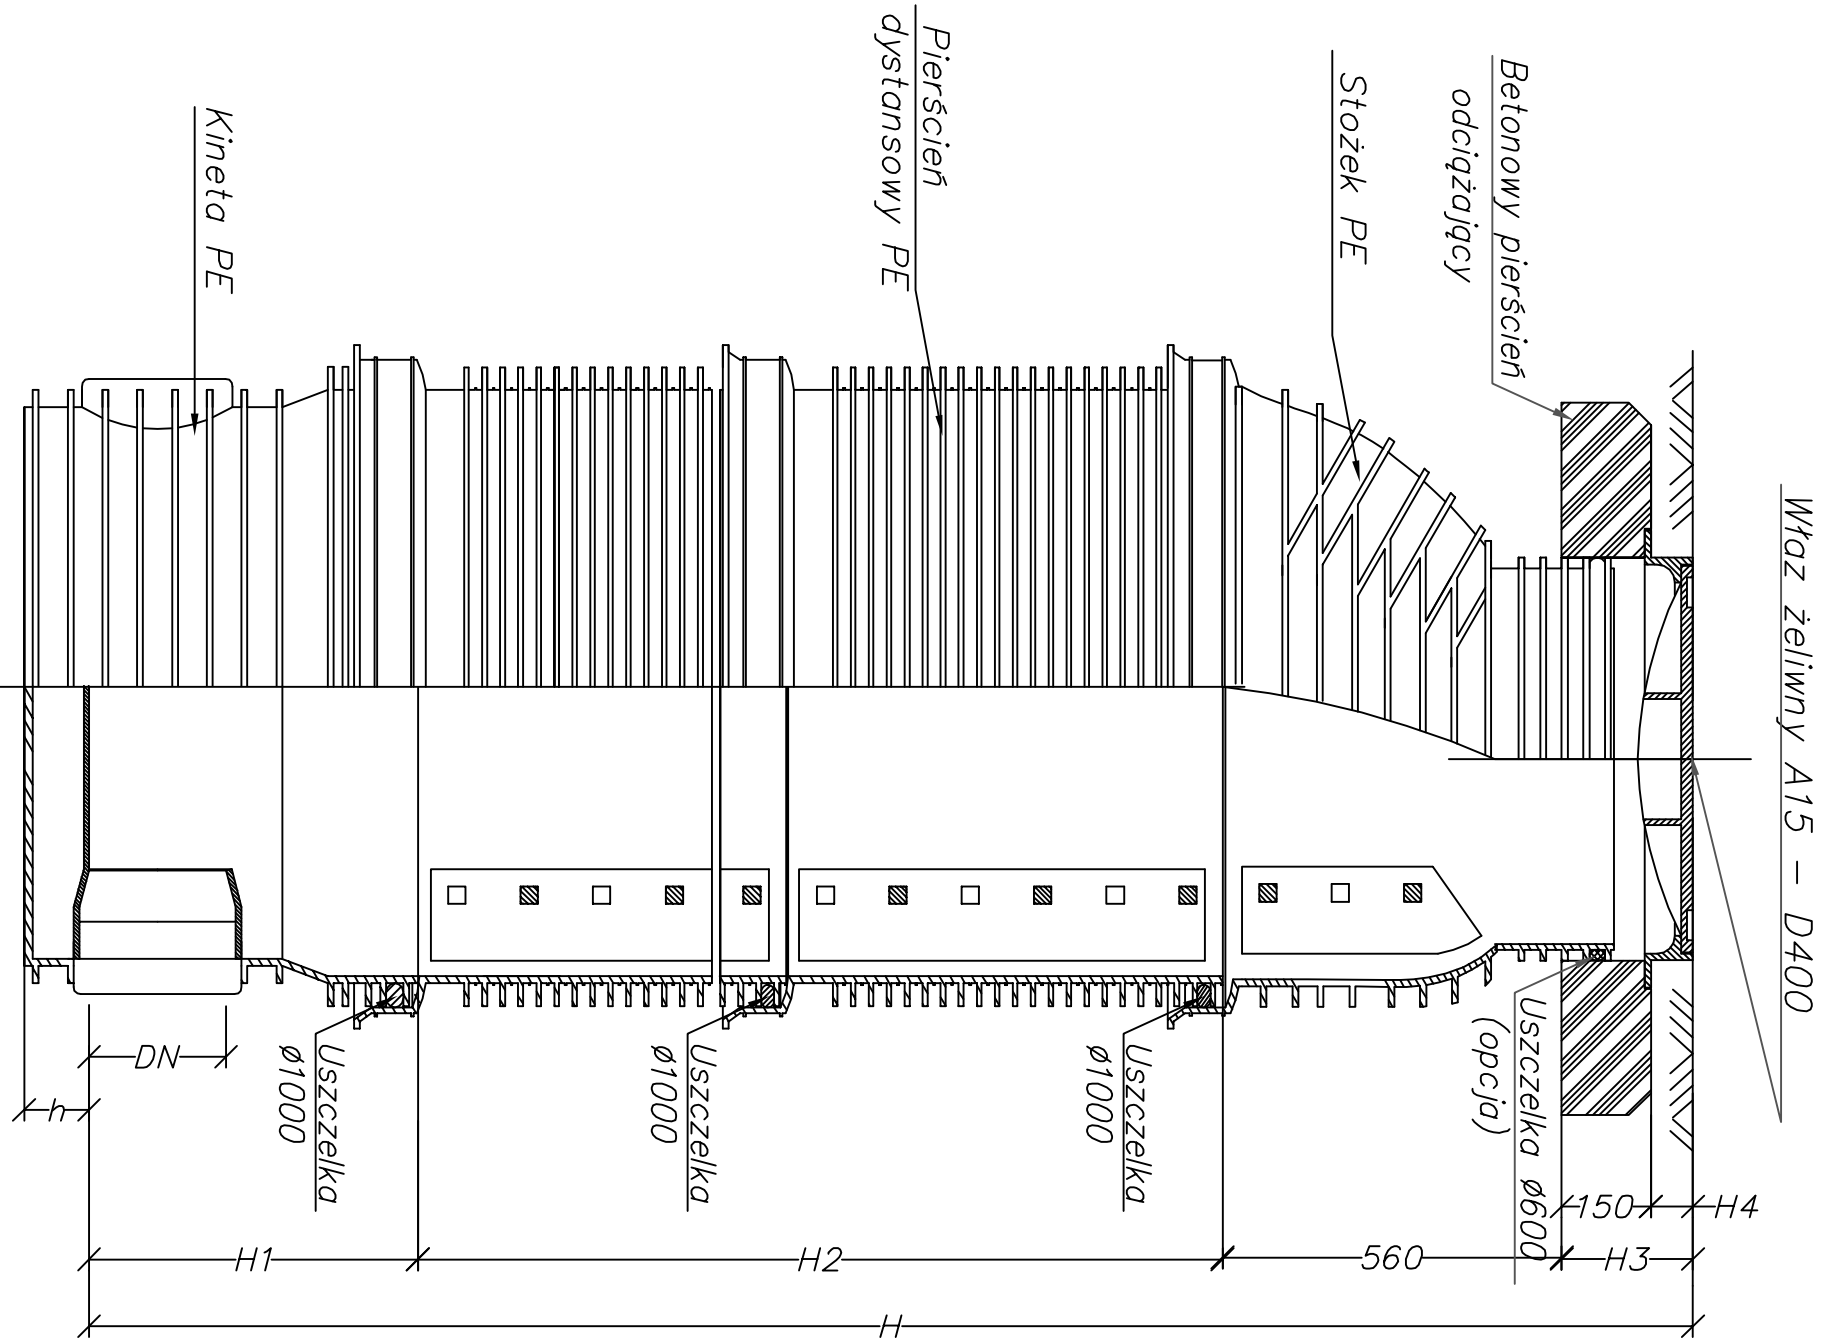 Właz żeliwny A15 – D400
Betonowy pierścień
odciążający
Stożek PE
Pierścień
dystansowy PE
Kineta PE
Uszczelka ø600
(opcja)
Uszczelka
ø1000
Uszczelka
ø1000
Uszczelka
ø1000
H4
150
H3
560
H2
H1
H
DN
h